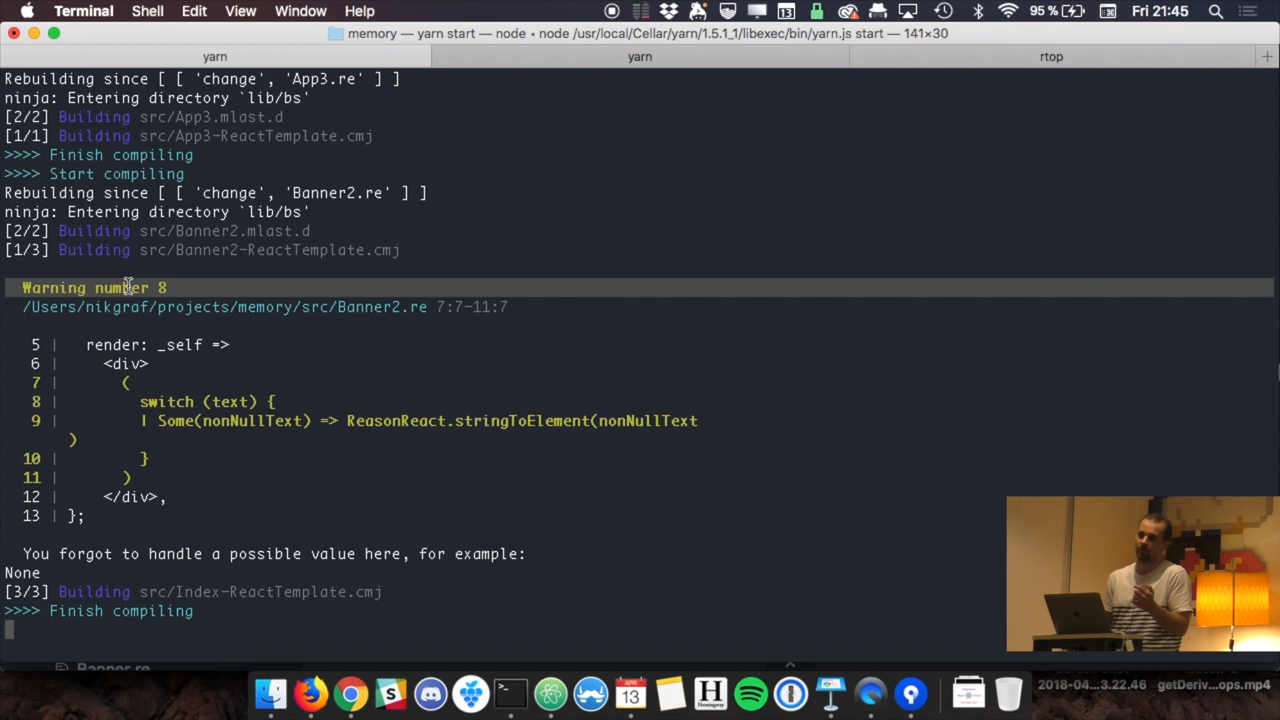 Terminal Shell Edit View Window Help 13 95 % Fri 21:45
memory — yarn start — node • node /usr/local/Cellar/yarn/1.5.1_1/libexec/bin/yarn.js start — 141×30
yarn yarn rtop
Rebuilding since [ [ 'change', 'App3.re' ] ]
ninja: Entering directory `lib/bs'
[2/2] Building src/App3.mlast.d
[1/1] Building src/App3-ReactTemplate.cmj
>>>> Finish compiling
>>>> Start compiling
Rebuilding since [ [ 'change', 'Banner2.re' ] ]
ninja: Entering directory `lib/bs'
[2/2] Building src/Banner2.mlast.d
[1/3] Building src/Banner2-ReactTemplate.cmj
Warning number 8
/Users/nikgraf/projects/memory/src/Banner2.re 7:7-11:7
5 | render: _self =>
6 | <div>
7 | (
8 | switch (text) {
9 | | Some(nonNullText) => ReasonReact.stringToElement(nonNullText
)
10 | }
11 | )
12 | </div>,
13 | };
You forgot to handle a possible value here, for example:
None
[3/3] Building src/Index-ReactTemplate.cmj
>>>> Finish compiling
Banner.re
APR
13
H
Hemingway
2018-04...3.22.46 getDeriv...ops.mp4